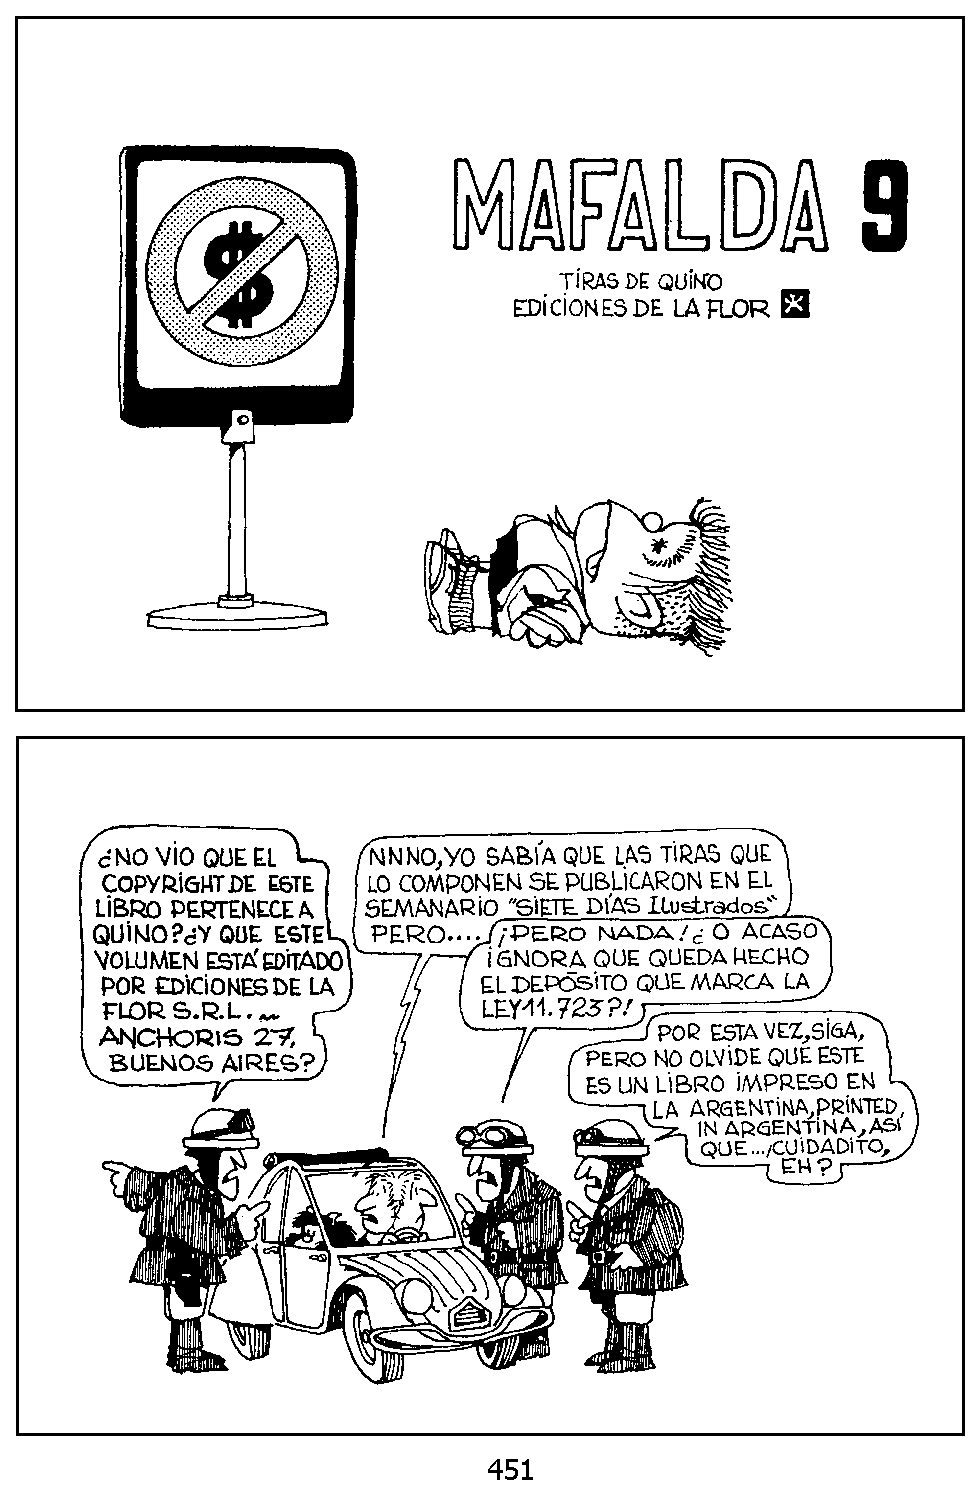 $
MAFALDA 9
TIRAS DE QUINO
EDICIONES DE LA FLOR
¿NO VIO QUE EL
COPYRIGHT DE ESTE
LIBRO PERTENECE A
QUINO? ¿Y QUE ESTE
VOLUMEN ESTÁ EDITADO
POR EDICIONES DE LA
FLOR S.R.L. ~
ANCHORIS 27,
BUENOS AIRES?
NNNO, YO SABÍA QUE LAS TIRAS QUE
LO COMPONEN SE PUBLICARON EN EL
SEMANARIO "SIETE DÍAS Ilustrados"
PERO....
¡PERO NADA! ¿O ACASO
IGNORA QUE QUEDA HECHO
EL DEPÓSITO QUE MARCA LA
LEY 11.723?!
POR ESTA VEZ, SIGA,
PERO NO OLVIDE QUE ESTE
ES UN LIBRO IMPRESO EN
LA ARGENTINA, PRINTED
IN ARGENTINA, ASÍ
QUE... ¡CUIDADITO,
EH?
451